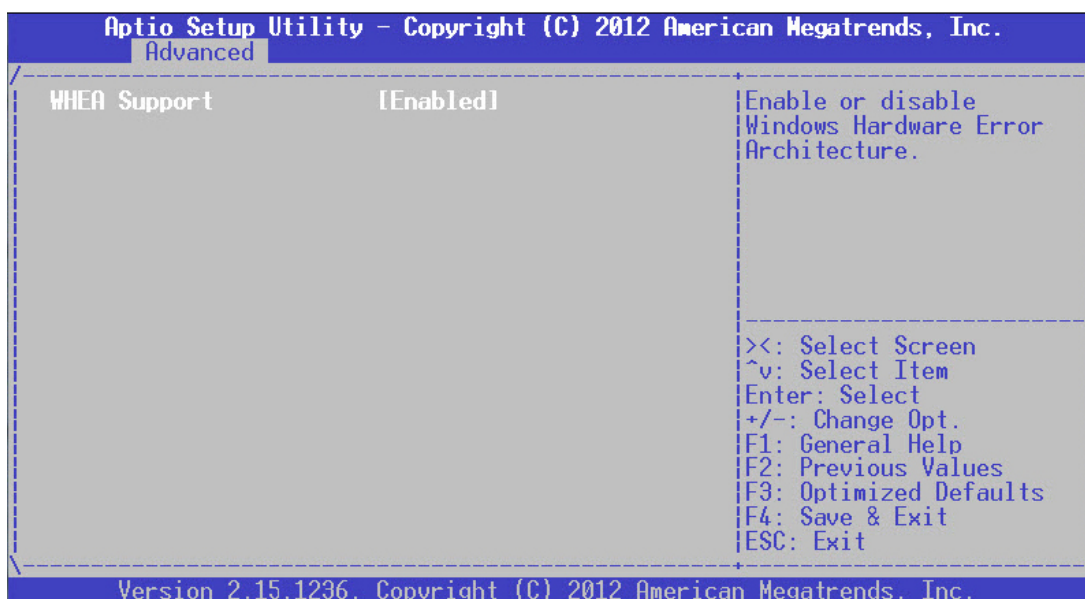 Aptio Setup Utility - Copyright (C) 2012 American Megatrends, Inc.
Advanced
WHEA Support [Enabled]
Enable or disable
Windows Hardware Error
Architecture.
><: Select Screen
^v: Select Item
Enter: Select
+/-: Change Opt.
F1: General Help
F2: Previous Values
F3: Optimized Defaults
F4: Save & Exit
ESC: Exit
Version 2.15.1236. Copyright (C) 2012 American Megatrends, Inc.